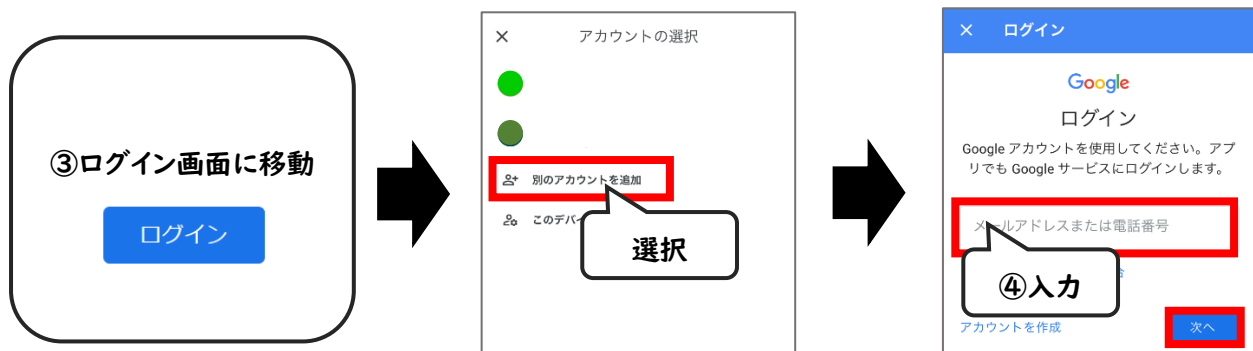 ③ログイン画面に移動
ログイン
アカウントの選択
別のアカウントを追加
このデバイ
選択
ログイン
Google
ログイン
Google アカウントを使用してください。アプ
リでも Google サービスにログインします。
メールアドレスまたは電話番号
④入力
アカウントを作成
次へ